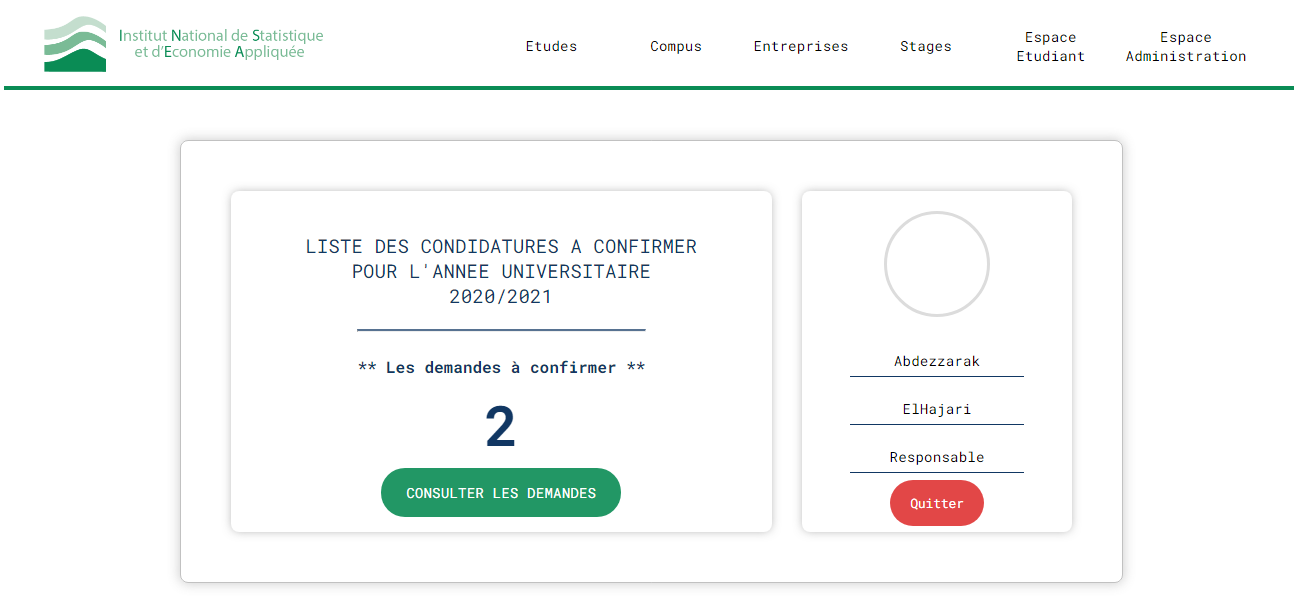 Institut National de Statistique
et d'Economie Appliquée
Etudes
Compus
Entreprises
Stages
Espace
Etudiant
Espace
Administration
LISTE DES CONDIDATURES A CONFIRMER
POUR L'ANNEE UNIVERSITAIRE
2020/2021
** Les demandes à confirmer **
2
CONSULTER LES DEMANDES
Abdezzarak
ElHajari
Responsable
Quitter